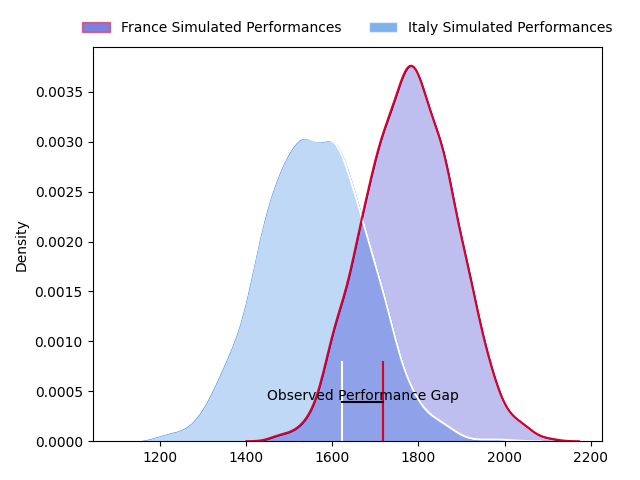 France Simulated Performances
Italy Simulated Performances
Density
0.0035
0.0030
0.0025
0.0020
0.0015
0.0010
0.0005
0.0000
Observed Performance Gap
1200 1400 1600 1800 2000 2200